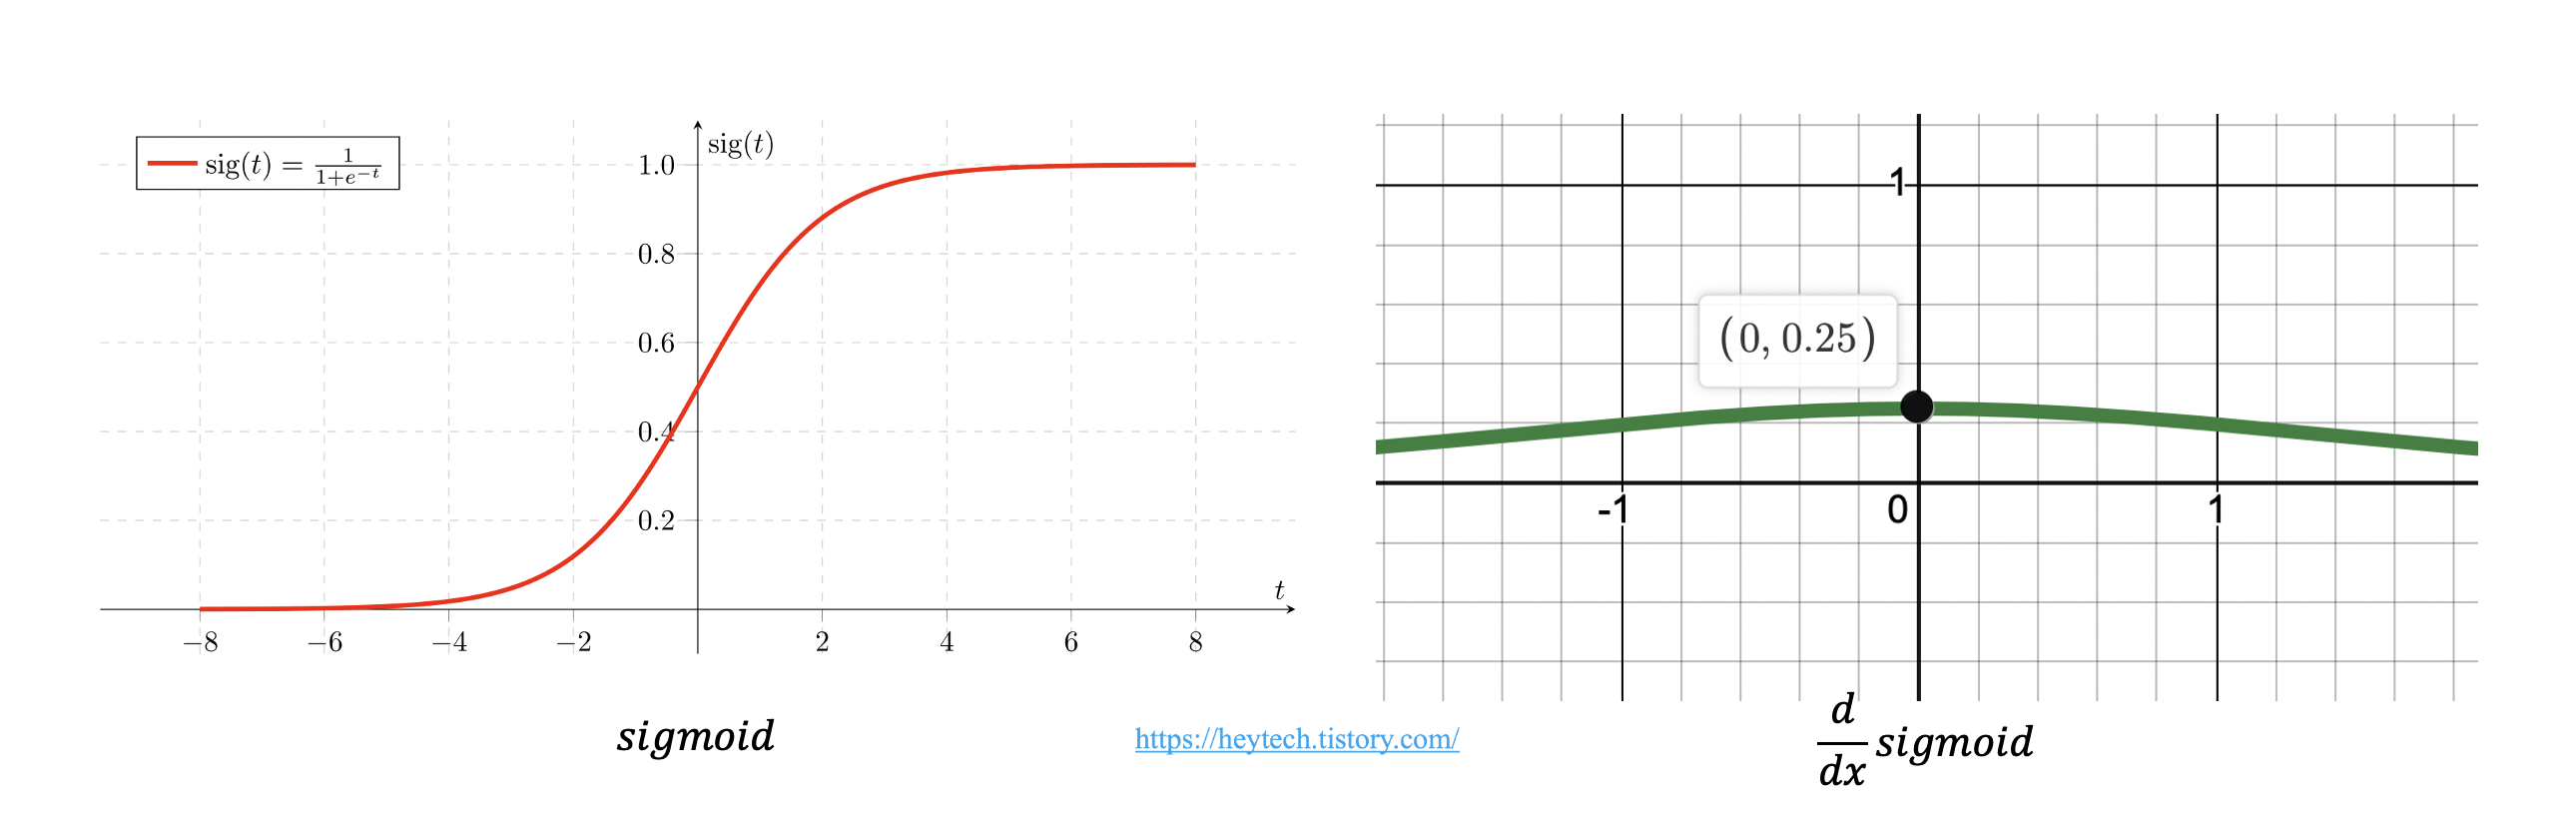 sig(t) = 1/(1+e^−t)
sig(t)
1.0
0.8
0.6
0.4
0.2
t
−8 −6 −4 −2 2 4 6 8
sigmoid
https://heytech.tistory.com/
1
(0, 0.25)
-1 0 1
d/dx sigmoid